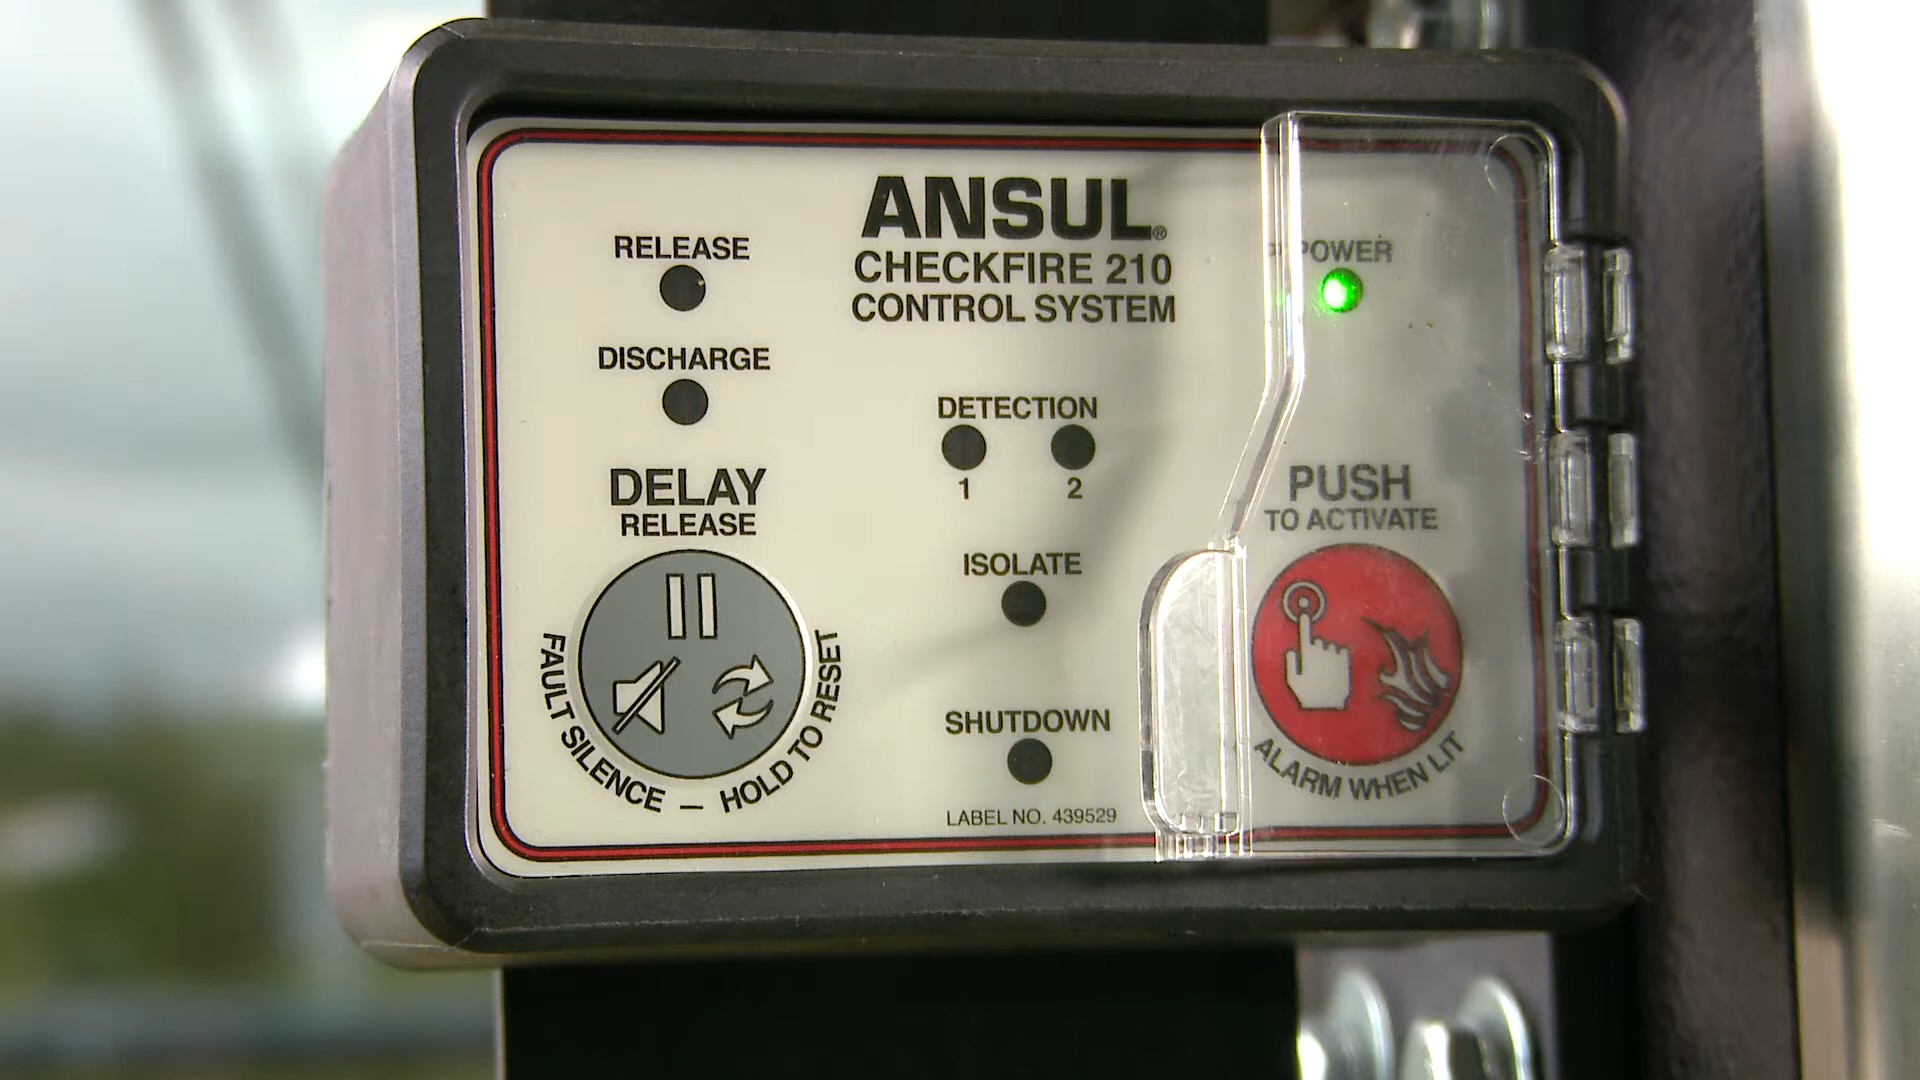 ANSUL®
CHECKFIRE 210
CONTROL SYSTEM
RELEASE
POWER
DISCHARGE
DETECTION
1 2
DELAY
RELEASE
PUSH
TO ACTIVATE
ISOLATE
FAULT SILENCE – HOLD TO RESET
SHUTDOWN
ALARM WHEN LIT
LABEL NO. 439529